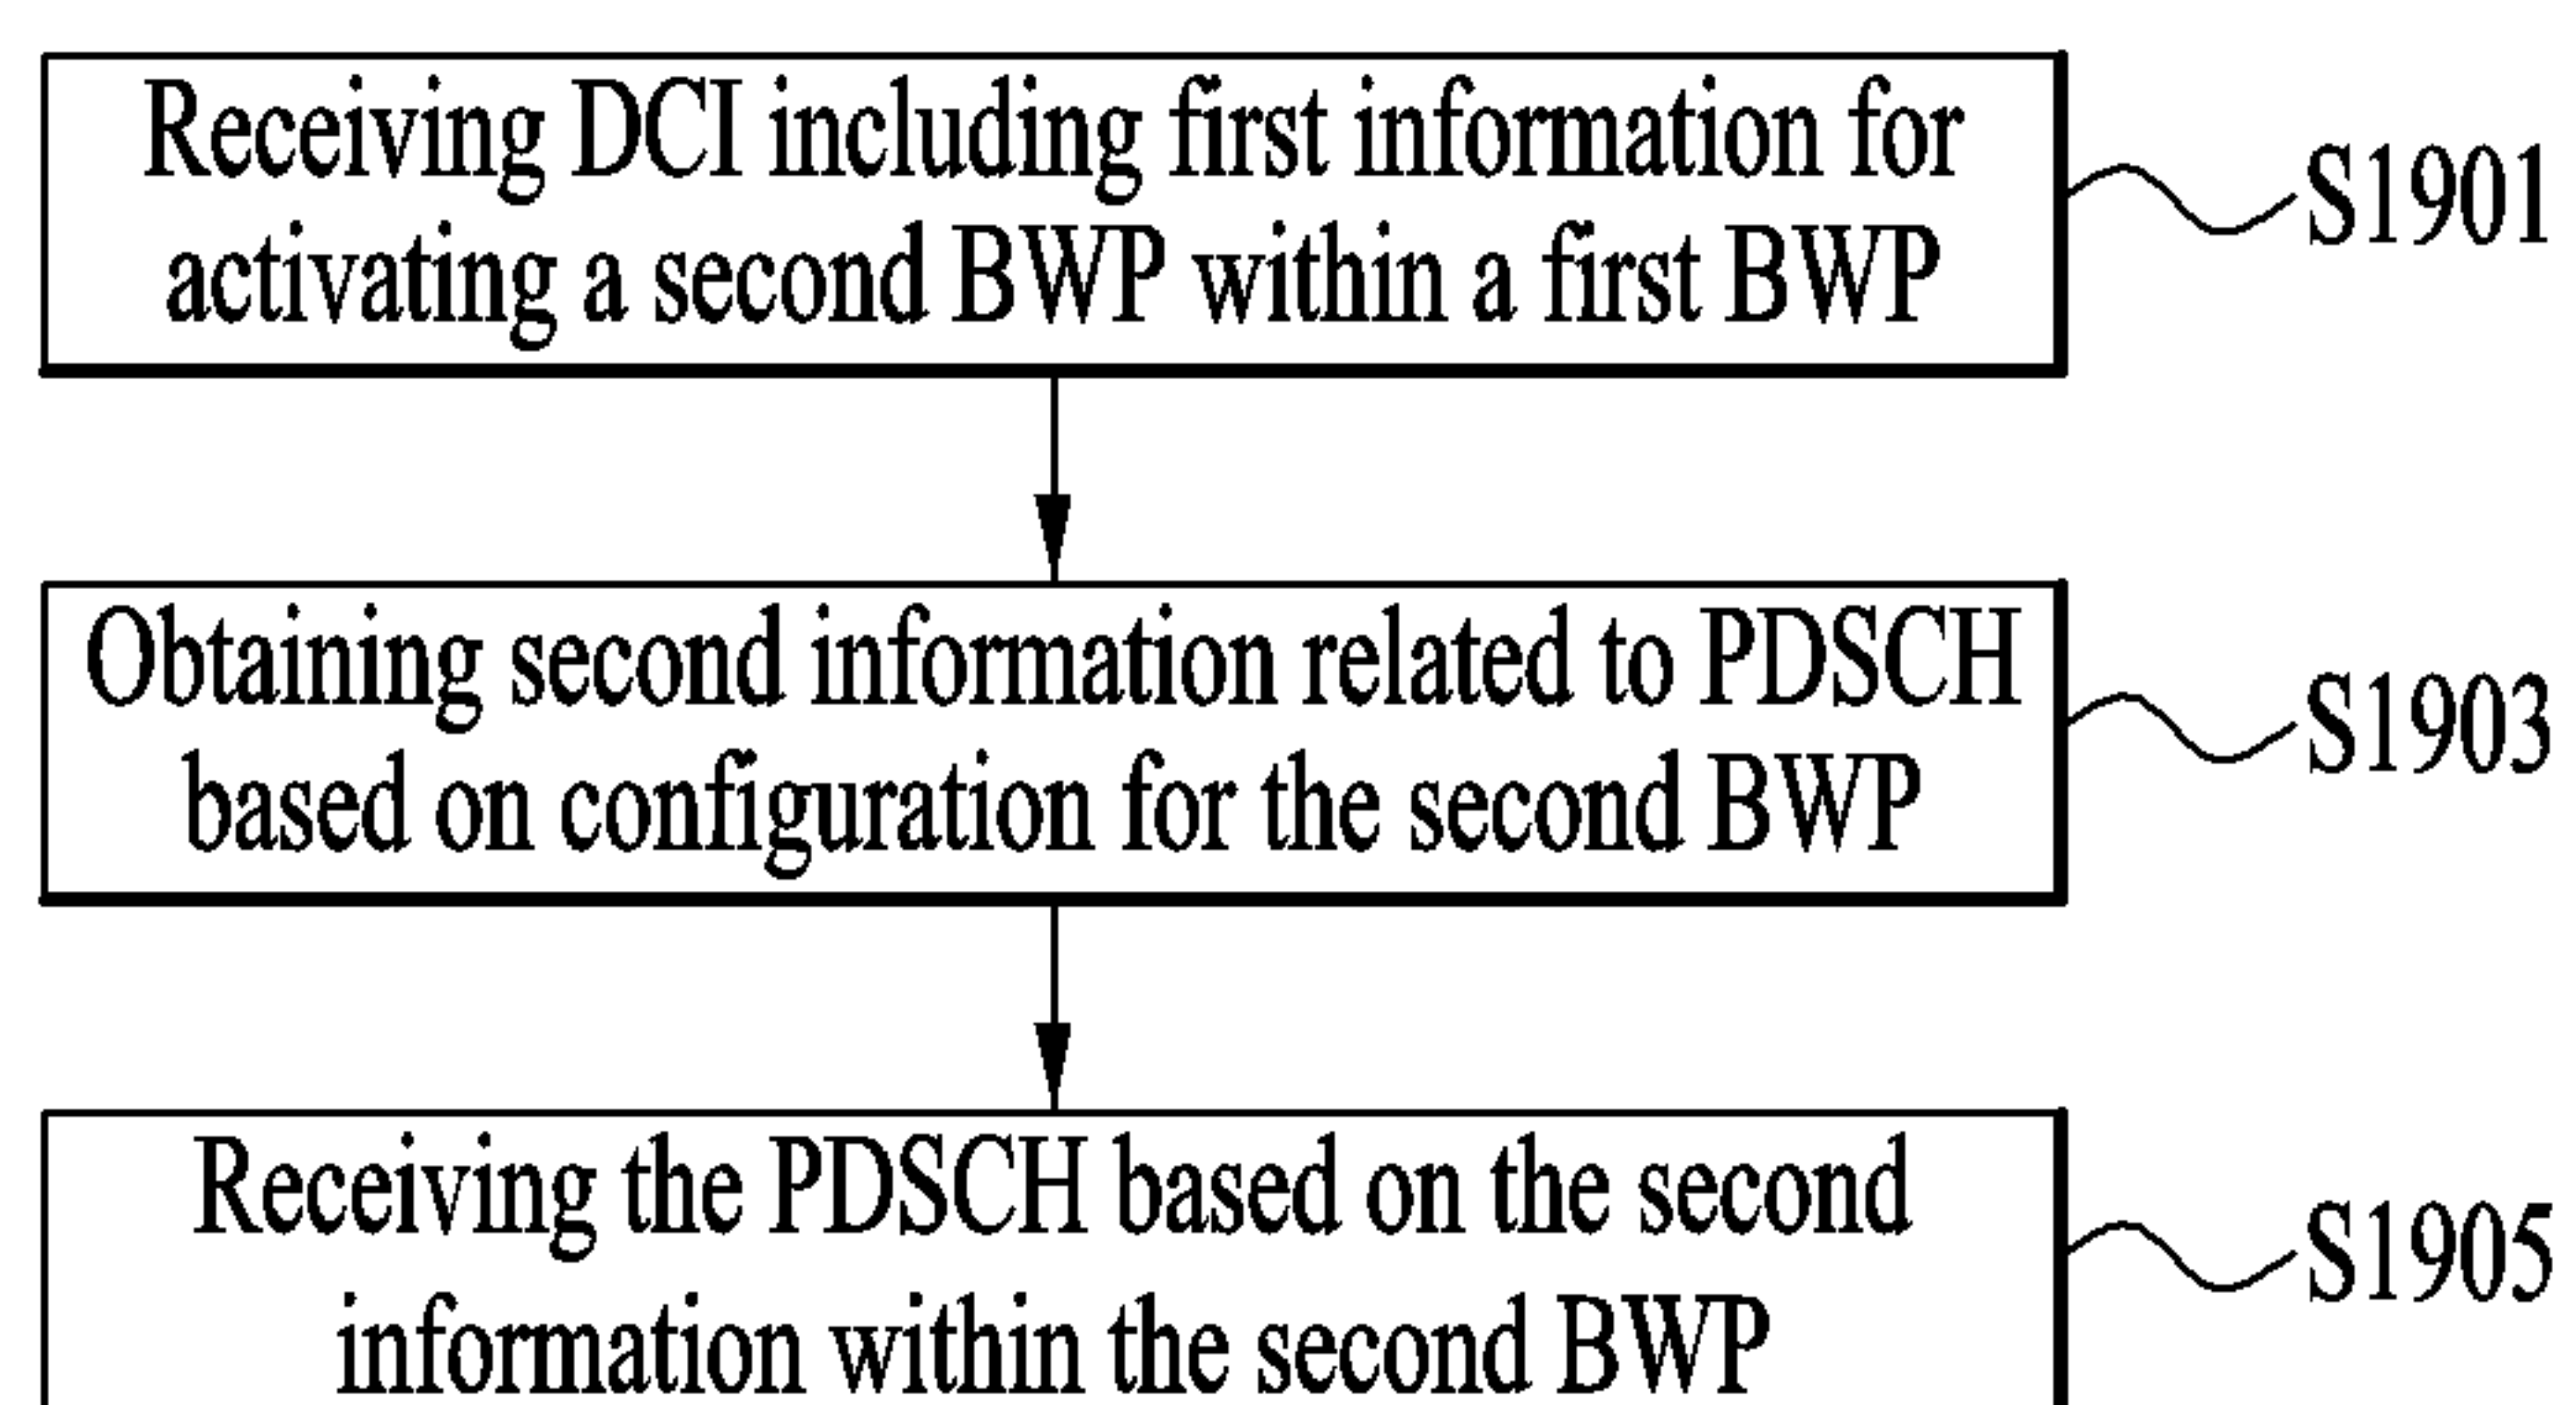 Receiving DCI including first information for
activating a second BWP within a first BWP
S1901
Obtaining second information related to PDSCH
based on configuration for the second BWP
S1903
Receiving the PDSCH based on the second
information within the second BWP
S1905